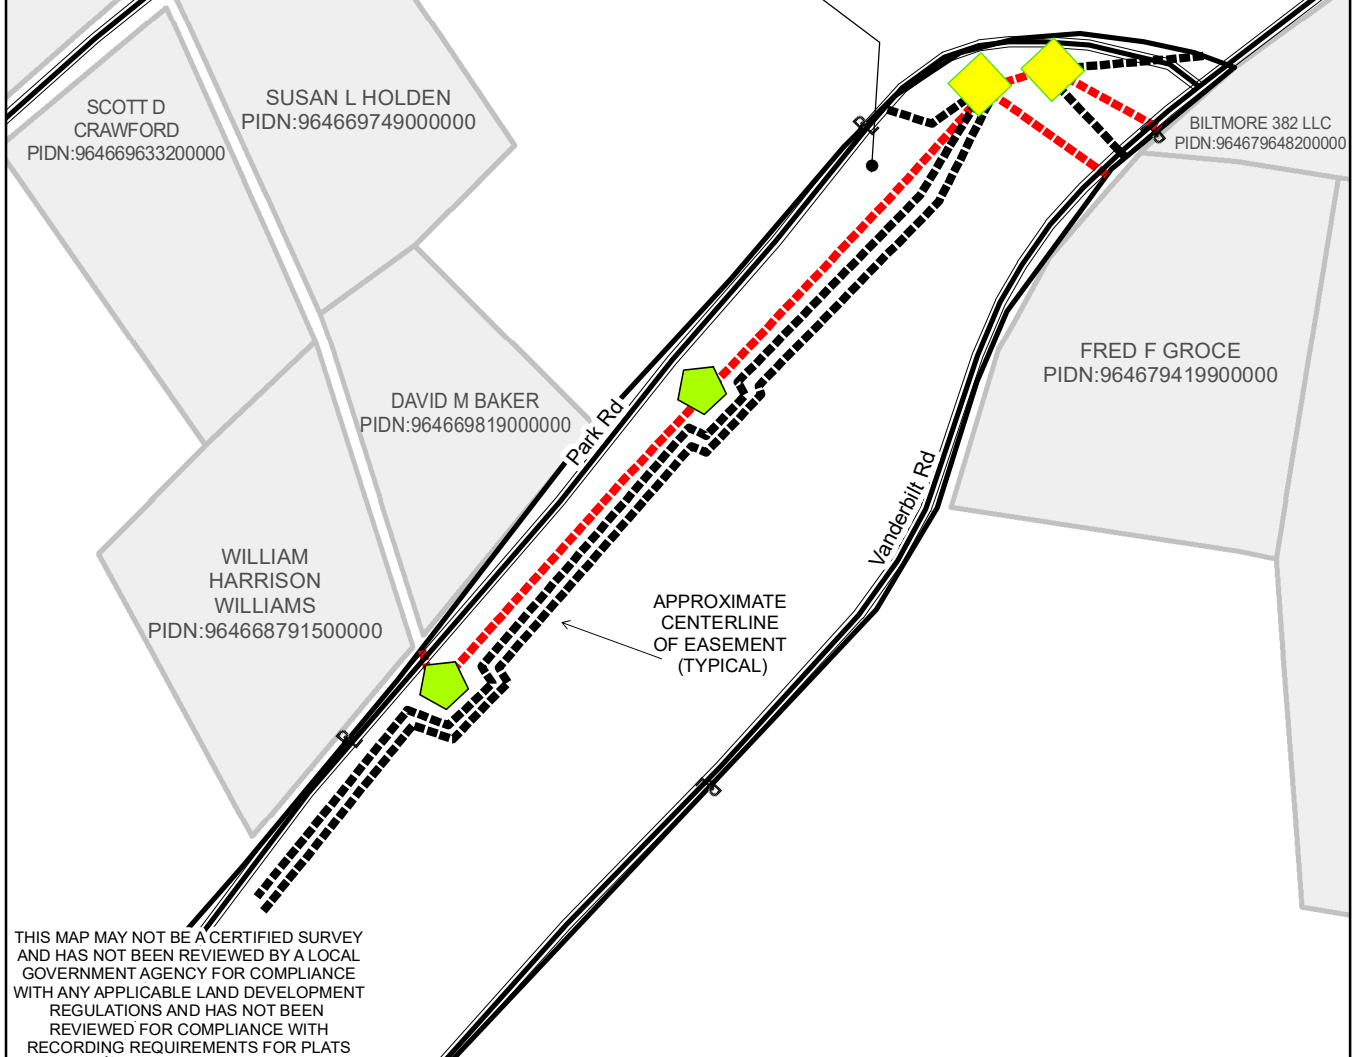 SCOTT D
CRAWFORD
PIDN:964669633200000
SUSAN L HOLDEN
PIDN:964669749000000
BILTMORE 382 LLC
PIDN:964679648200000
FRED F GROCE
PIDN:964679419900000
DAVID M BAKER
PIDN:964669819000000
Park Rd
Vanderbilt Rd
WILLIAM
HARRISON
WILLIAMS
PIDN:964668791500000
APPROXIMATE
CENTERLINE
OF EASEMENT
(TYPICAL)
THIS MAP MAY NOT BE A CERTIFIED SURVEY
AND HAS NOT BEEN REVIEWED BY A LOCAL
GOVERNMENT AGENCY FOR COMPLIANCE
WITH ANY APPLICABLE LAND DEVELOPMENT
REGULATIONS AND HAS NOT BEEN
REVIEWED FOR COMPLIANCE WITH
RECORDING REQUIREMENTS FOR PLATS